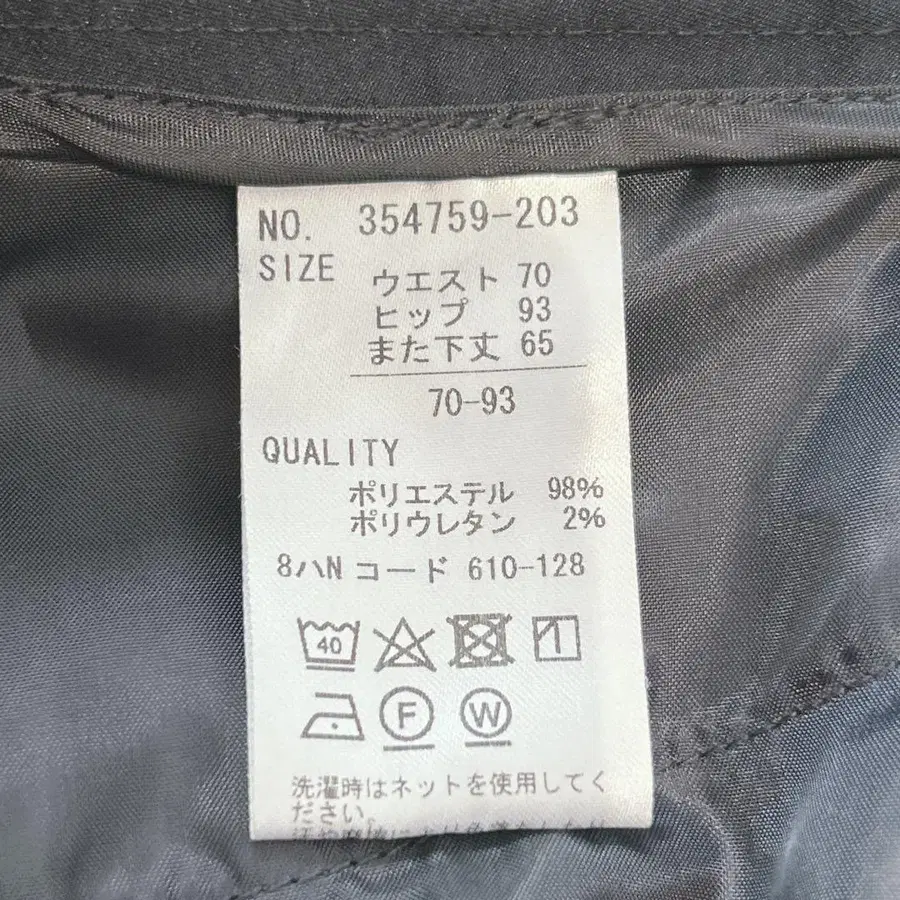 NO. 354759-203
SIZE
ウエスト 70
ヒップ 93
また下丈 65
70-93
QUALITY
ポリエステル 98%
ポリウレタン 2%
8ハN コード 610-128
40
F W
洗濯時はネットを使用してく
ださい。